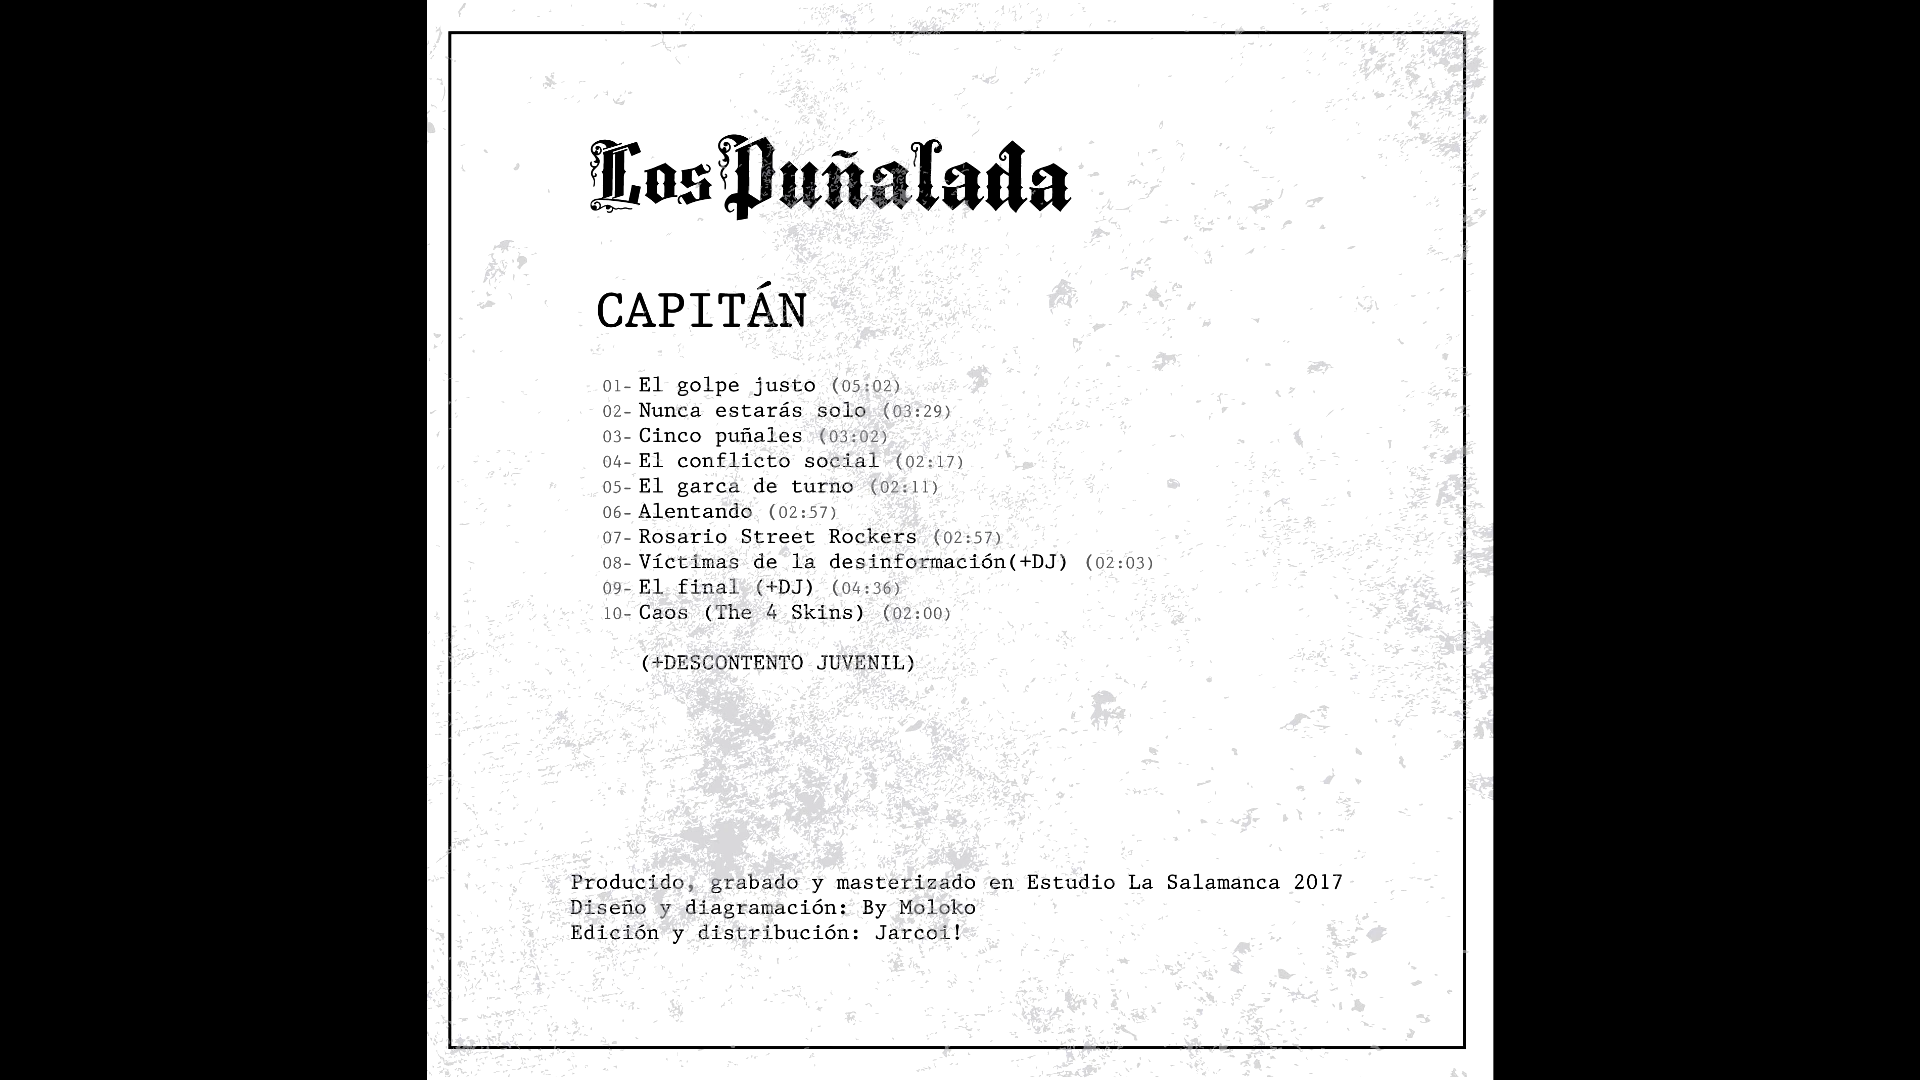 Los Puñalada
CAPITÁN
01- El golpe justo (05:02)
02- Nunca estarás solo (03:29)
03- Cinco puñales (03:02)
04- El conflicto social (02:17)
05- El garca de turno (02:11)
06- Alentando (02:57)
07- Rosario Street Rockers (02:57)
08- Víctimas de la desinformación(+DJ) (02:03)
09- El final (+DJ) (04:36)
10- Caos (The 4 Skins) (02:00)
(+DESCONTENTO JUVENIL)
Producido, grabado y masterizado en Estudio La Salamanca 2017
Diseño y diagramación: By Moloko
Edición y distribución: Jarcoi!